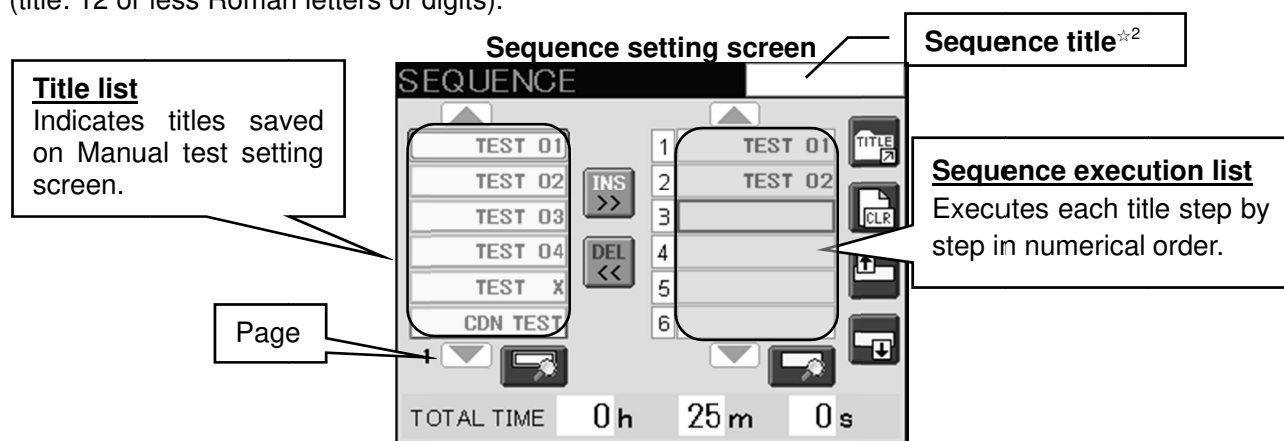 (title: 12 or less Roman letters or digits).
Sequence setting screen
Sequence title☆2
Title list
Indicates titles saved
on Manual test setting
screen.
SEQUENCE
TEST 01
TEST 02
TEST 03
TEST 04
TEST X
CDN TEST
INS
>>
DEL
<<
1 TEST 01
2 TEST 02
3
4
5
6
TITLE
CLR
Sequence execution list
Executes each title step by
step in numerical order.
Page
1
TOTAL TIME 0 h 25 m 0 s